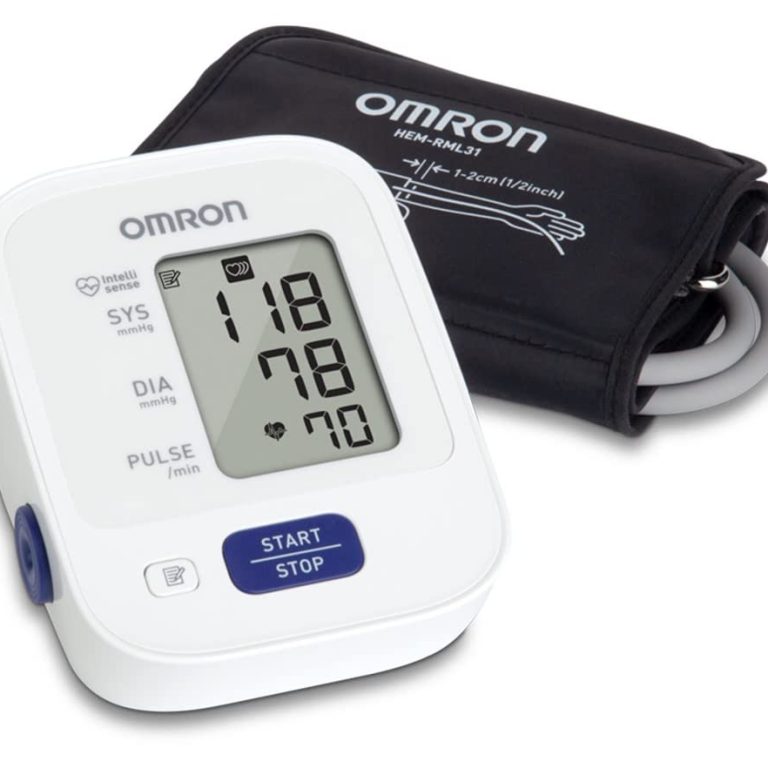 OMRON
HEM-RML31
1-2cm (1/2inch)
OMRON
intelli
sense
118
SYS
mmHg
78
DIA
mmHg
70
PULSE
/min
START
STOP